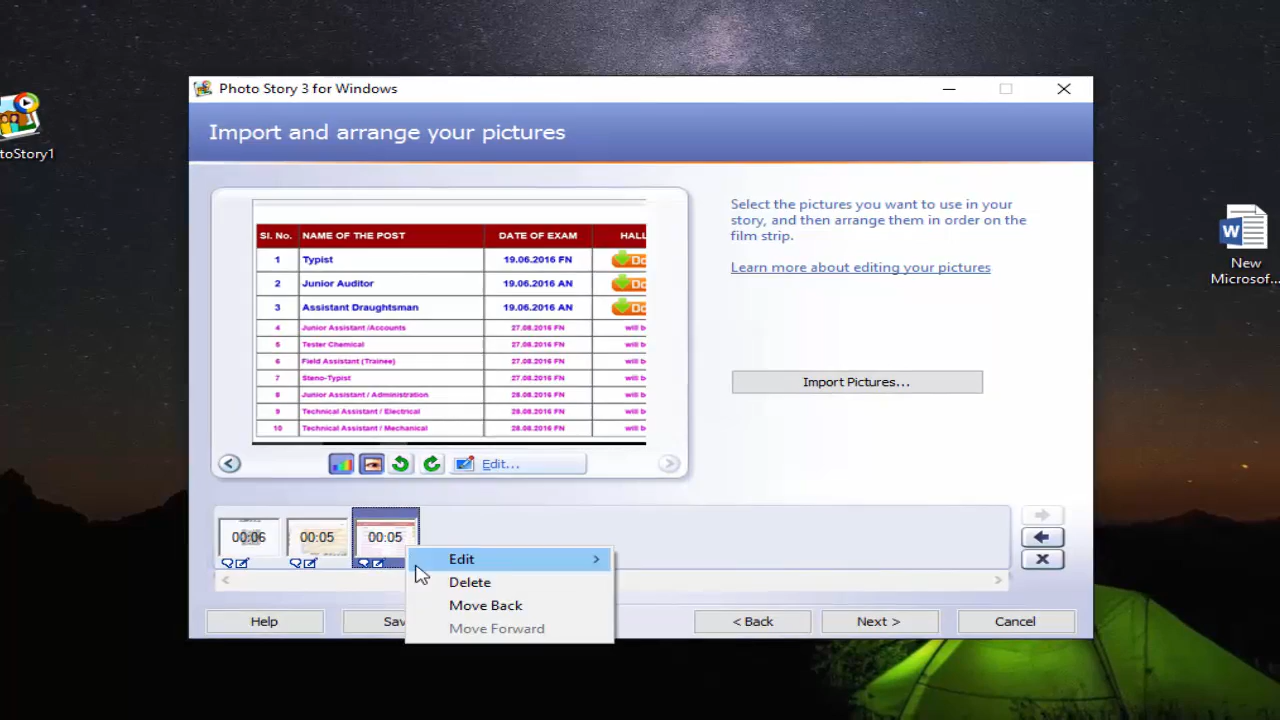 Photo Story 3 for Windows
Import and arrange your pictures
toStory1
Select the pictures you want to use in your
story, and then arrange them in order on the
film strip.
Learn more about editing your pictures
SI. No. NAME OF THE POST DATE OF EXAM HALL
1 Typist 19.06.2016 FN Do
2 Junior Auditor 19.06.2016 AN Do
3 Assistant Draughtsman 19.06.2016 AN Do
4 Junior Assistant /Accounts 27.08.2016 FN will b
5 Tester Chemical 27.08.2016 FN will b
6 Field Assistant (Trainee) 27.08.2016 FN will b
7 Steno-Typist 27.08.2016 FN will b
8 Junior Assistant / Administration 28.08.2016 FN will b
9 Technical Assistant / Electrical 28.08.2016 FN will b
10 Technical Assistant / Mechanical 28.08.2016 FN will b
Import Pictures...
Edit...
00:06 00:05 00:05
Edit
Delete
Move Back
Move Forward
Help Sav < Back Next > Cancel
New
Microsof...